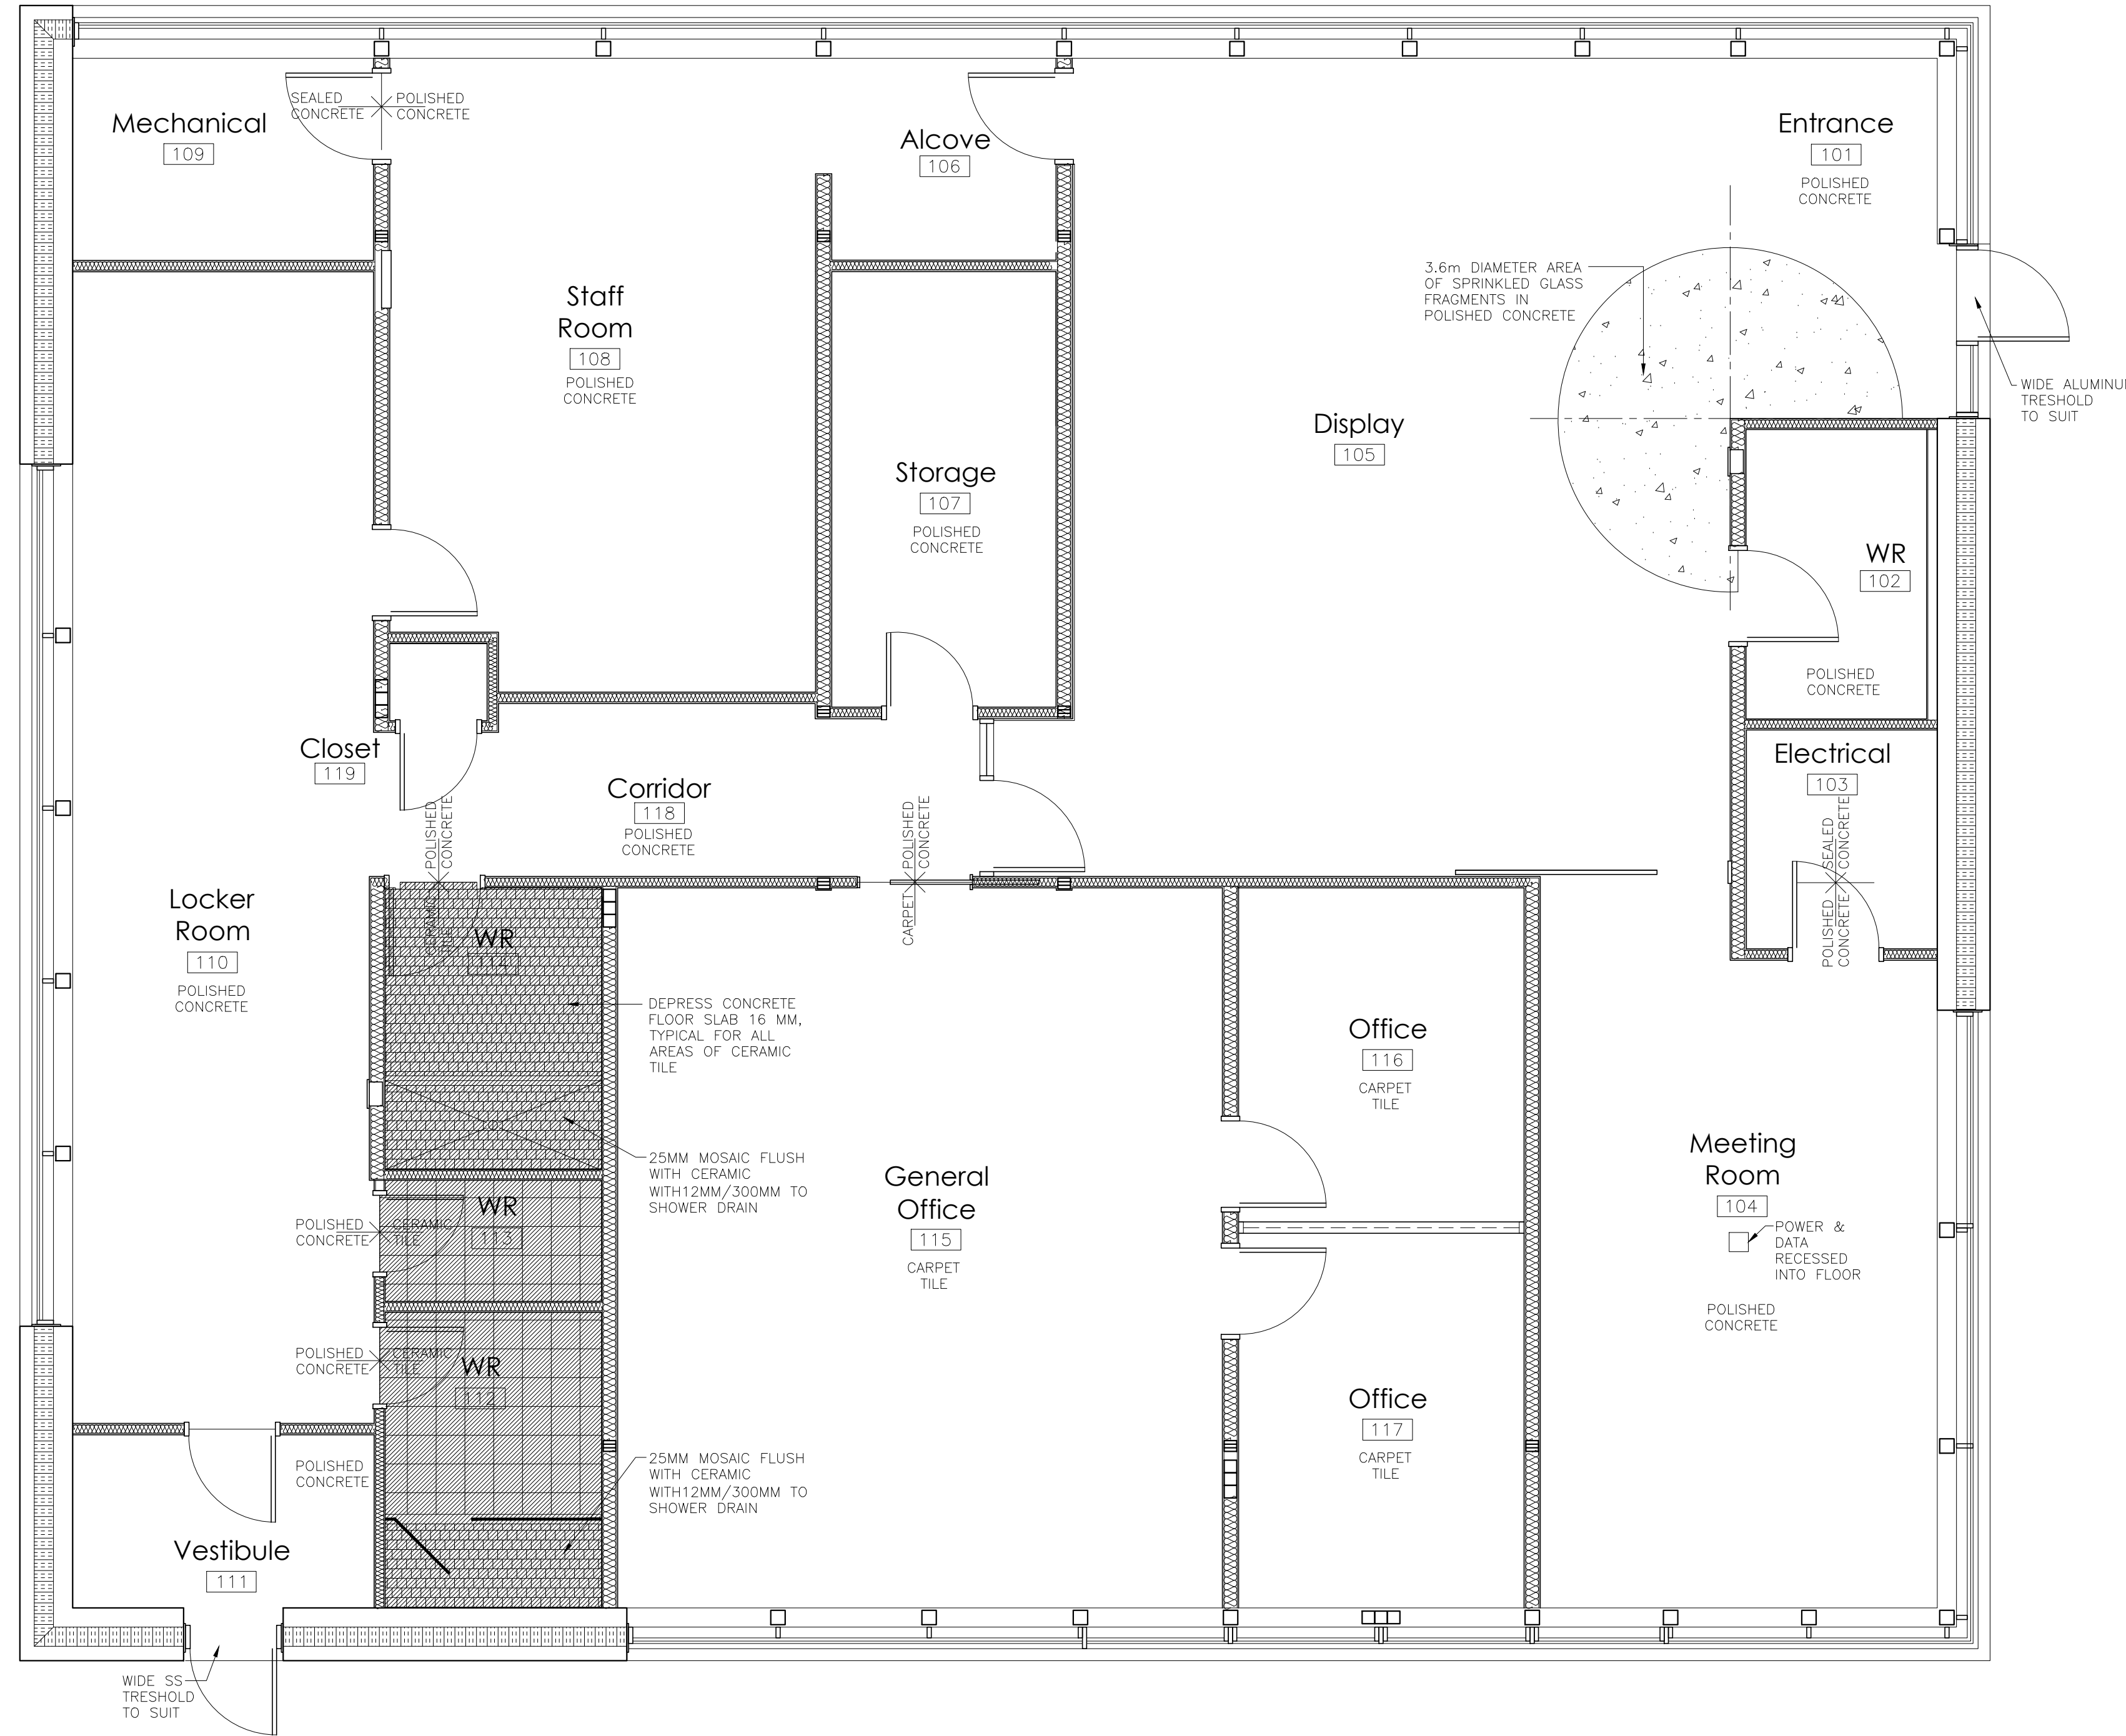 SEALED
CONCRETE
POLISHED
CONCRETE
Mechanical
109
Alcove
106
Entrance
101
POLISHED
CONCRETE
3.6m DIAMETER AREA
OF SPRINKLED GLASS
FRAGMENTS IN
POLISHED CONCRETE
Staff
Room
108
POLISHED
CONCRETE
WIDE ALUMINU
TRESHOLD
TO SUIT
Display
105
Storage
107
POLISHED
CONCRETE
WR
102
POLISHED
CONCRETE
Closet
119
Electrical
103
Corridor
118
POLISHED
CONCRETE
POLISHED
CONCRETE
CERAMIC
TILE
POLISHED
CONCRETE
CARPET
SEALED
CONCRETE
POLISHED
CONCRETE
Locker
Room
110
POLISHED
CONCRETE
WR
114
DEPRESS CONCRETE
FLOOR SLAB 16 MM,
TYPICAL FOR ALL
AREAS OF CERAMIC
TILE
Office
116
CARPET
TILE
25MM MOSAIC FLUSH
WITH CERAMIC
WITH12MM/300MM TO
SHOWER DRAIN
General
Office
115
CARPET
TILE
Meeting
Room
104
POWER &
DATA
RECESSED
INTO FLOOR
POLISHED
CONCRETE
WR
113
POLISHED
CONCRETE
CERAMIC
TILE
POLISHED
CONCRETE
CERAMIC
TILE
WR
112
Office
117
CARPET
TILE
POLISHED
CONCRETE
25MM MOSAIC FLUSH
WITH CERAMIC
WITH12MM/300MM TO
SHOWER DRAIN
Vestibule
111
WIDE SS
TRESHOLD
TO SUIT